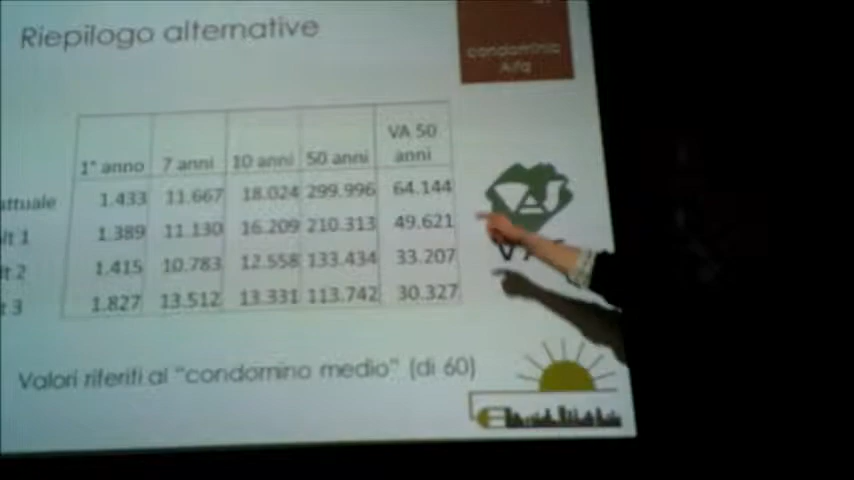 Riepilogo alternative
condominio
Alfa
VA 50
1° anno 7 anni 10 anni 50 anni anni
attuale 1.433 11.667 18.024 299.996 64.144
lt 1 1.389 11.130 16.209 210.313 49.621
t 2 1.415 10.783 12.558 133.434 33.207
t 3 1.827 13.512 13.331 113.742 30.327
VAS
Valori riferiti al "condomino medio" (di 60)